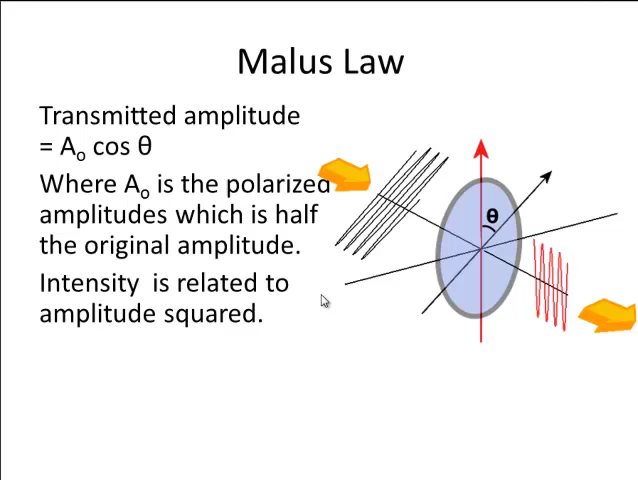 Malus Law
Transmitted amplitude
= Aₒ cos θ
Where Aₒ is the polarized
amplitudes which is half
the original amplitude.
Intensity is related to
amplitude squared.
θ